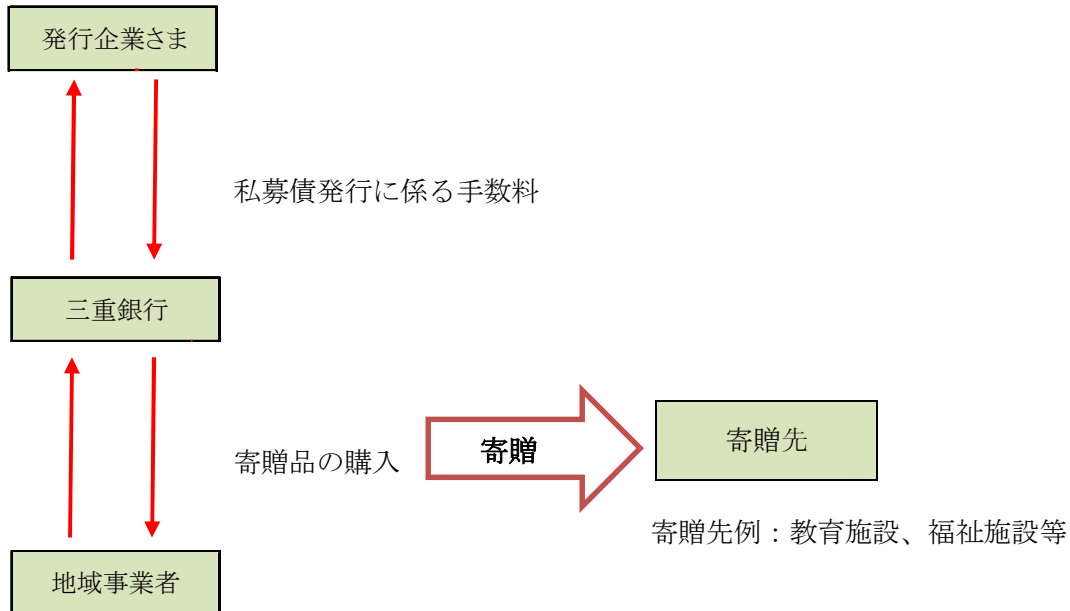 発行企業さま
私募債発行に係る手数料
三重銀行
寄贈品の購入
寄贈
寄贈先
寄贈先例：教育施設、福祉施設等
地域事業者